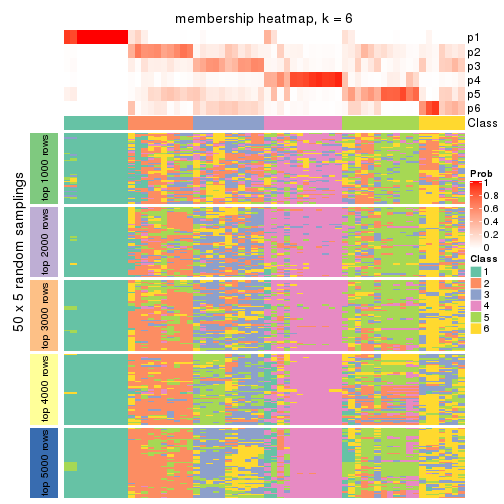 membership heatmap, k = 6
p1
p2
p3
p4
p5
p6
Class
50 x 5 random samplings
top 1000 rows
top 2000 rows
top 3000 rows
top 4000 rows
top 5000 rows
Prob
1
0.8
0.6
0.4
0.2
0
Class
1
2
3
4
5
6